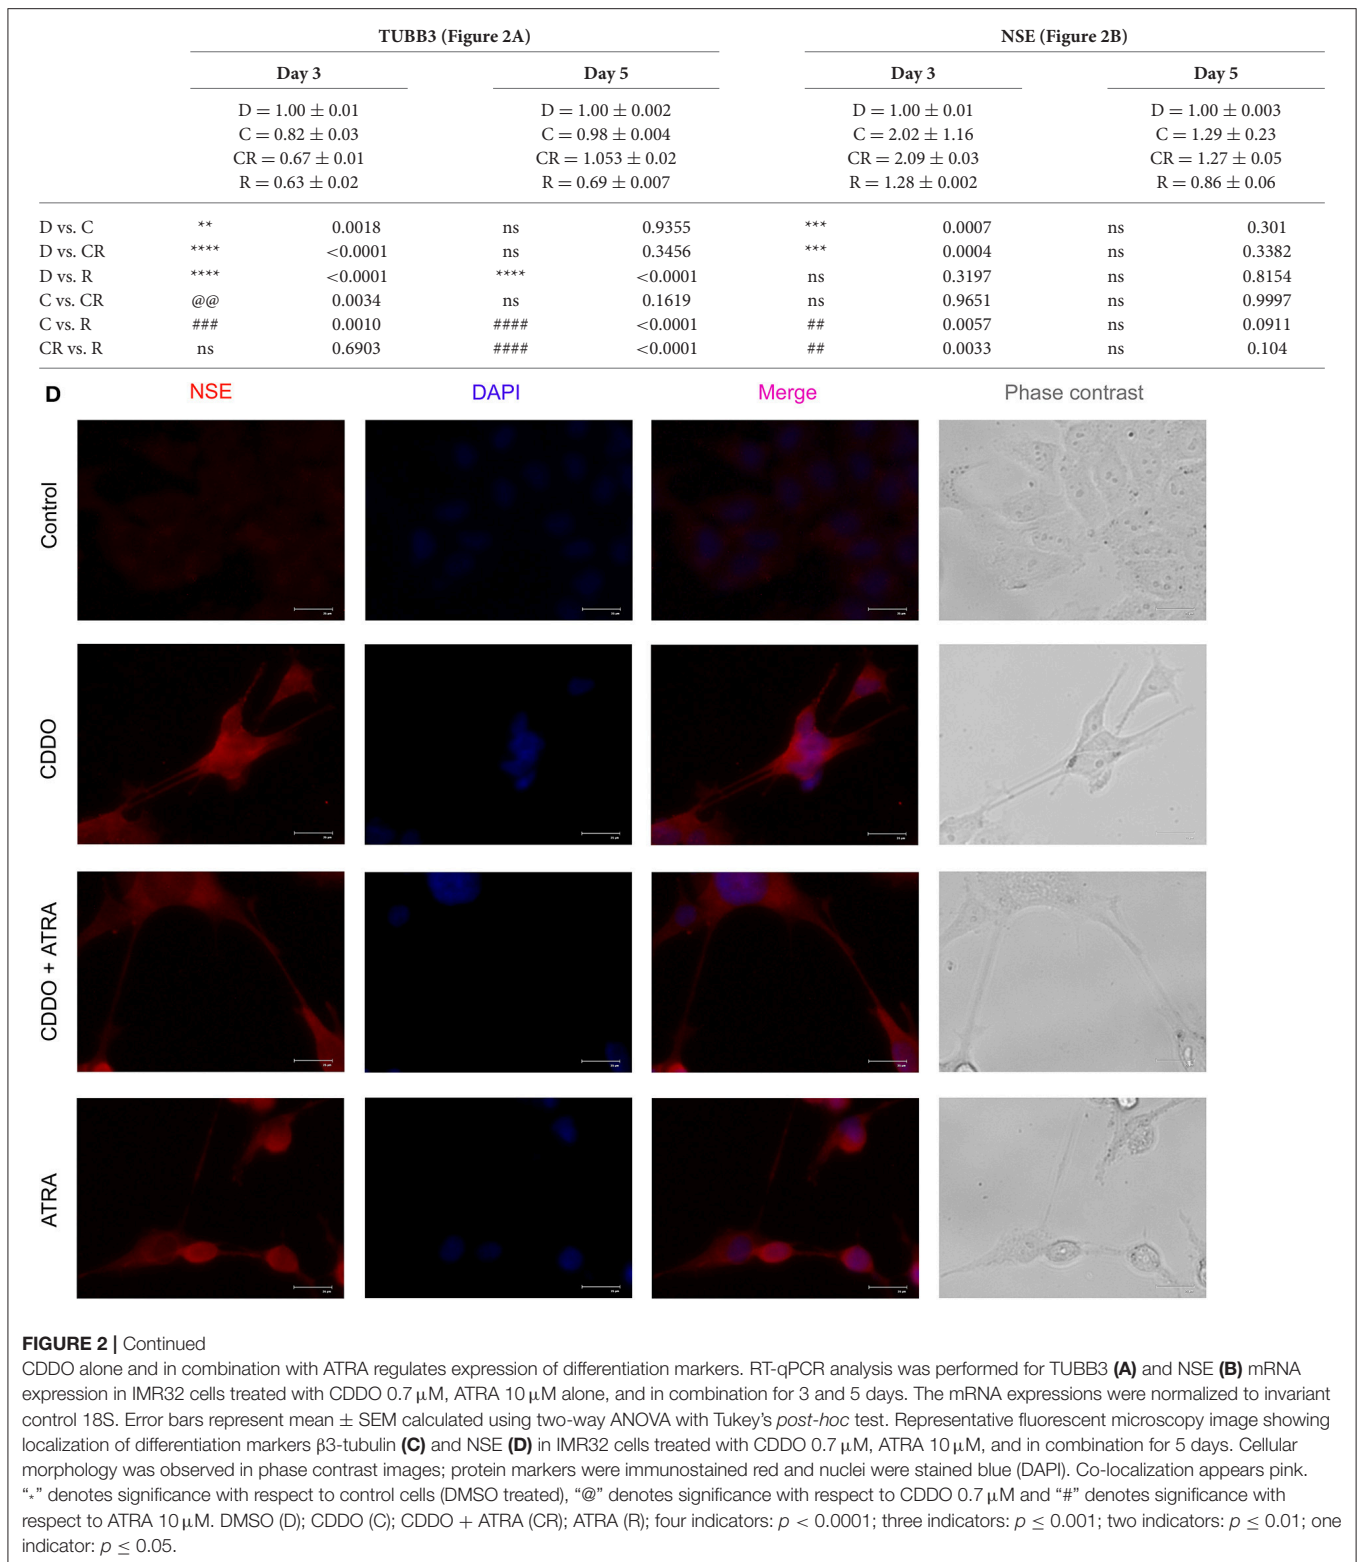 TUBB3 (Figure 2A) NSE (Figure 2B)
Day 3 Day 5 Day 3 Day 5
D = 1.00 ± 0.01 D = 1.00 ± 0.002 D = 1.00 ± 0.01 D = 1.00 ± 0.003
C = 0.82 ± 0.03 C = 0.98 ± 0.004 C = 2.02 ± 1.16 C = 1.29 ± 0.23
CR = 0.67 ± 0.01 CR = 1.053 ± 0.02 CR = 2.09 ± 0.03 CR = 1.27 ± 0.05
R = 0.63 ± 0.02 R = 0.69 ± 0.007 R = 1.28 ± 0.002 R = 0.86 ± 0.06
D vs. C ** 0.0018 ns 0.9355 *** 0.0007 ns 0.301
D vs. CR **** <0.0001 ns 0.3456 *** 0.0004 ns 0.3382
D vs. R **** <0.0001 **** <0.0001 ns 0.3197 ns 0.8154
C vs. CR @@ 0.0034 ns 0.1619 ns 0.9651 ns 0.9997
C vs. R ### 0.0010 #### <0.0001 ## 0.0057 ns 0.0911
CR vs. R ns 0.6903 #### <0.0001 ## 0.0033 ns 0.104
D NSE DAPI Merge Phase contrast
Control
CDDO
CDDO + ATRA
ATRA
FIGURE 2 | Continued
CDDO alone and in combination with ATRA regulates expression of differentiation markers. RT-qPCR analysis was performed for TUBB3 (A) and NSE (B) mRNA
expression in IMR32 cells treated with CDDO 0.7 μM, ATRA 10 μM alone, and in combination for 3 and 5 days. The mRNA expressions were normalized to invariant
control 18S. Error bars represent mean ± SEM calculated using two-way ANOVA with Tukey's post-hoc test. Representative fluorescent microscopy image showing
localization of differentiation markers β3-tubulin (C) and NSE (D) in IMR32 cells treated with CDDO 0.7 μM, ATRA 10 μM, and in combination for 5 days. Cellular
morphology was observed in phase contrast images; protein markers were immunostained red and nuclei were stained blue (DAPI). Co-localization appears pink.
"*" denotes significance with respect to control cells (DMSO treated), "@" denotes significance with respect to CDDO 0.7 μM and "#" denotes significance with
respect to ATRA 10 μM. DMSO (D); CDDO (C); CDDO + ATRA (CR); ATRA (R); four indicators: p < 0.0001; three indicators: p ≤ 0.001; two indicators: p ≤ 0.01; one
indicator: p ≤ 0.05.